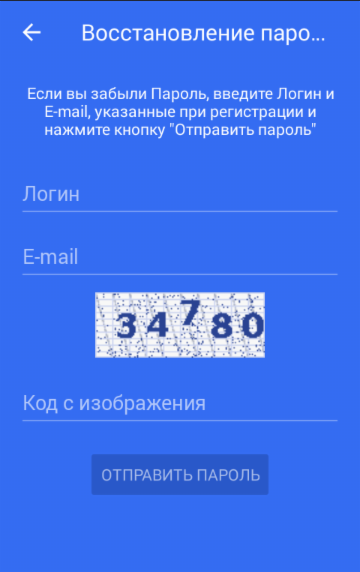 Восстановление паро...
Если вы забыли Пароль, введите Логин и
E-mail, указанные при регистрации и
нажмите кнопку "Отправить пароль"
Логин
E-mail
34780
Код с изображения
ОТПРАВИТЬ ПАРОЛЬ